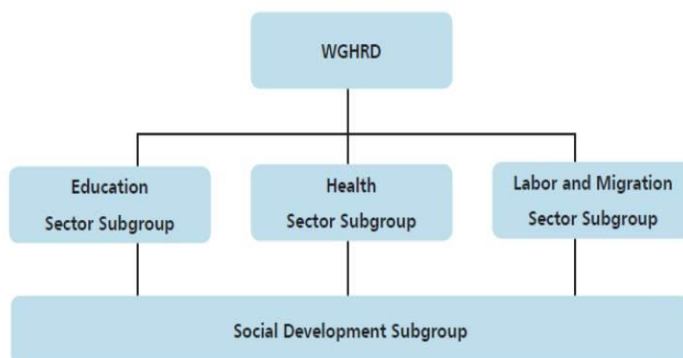 WGHRD
Education
Sector Subgroup
Health
Sector Subgroup
Labor and Migration
Sector Subgroup
Social Development Subgroup